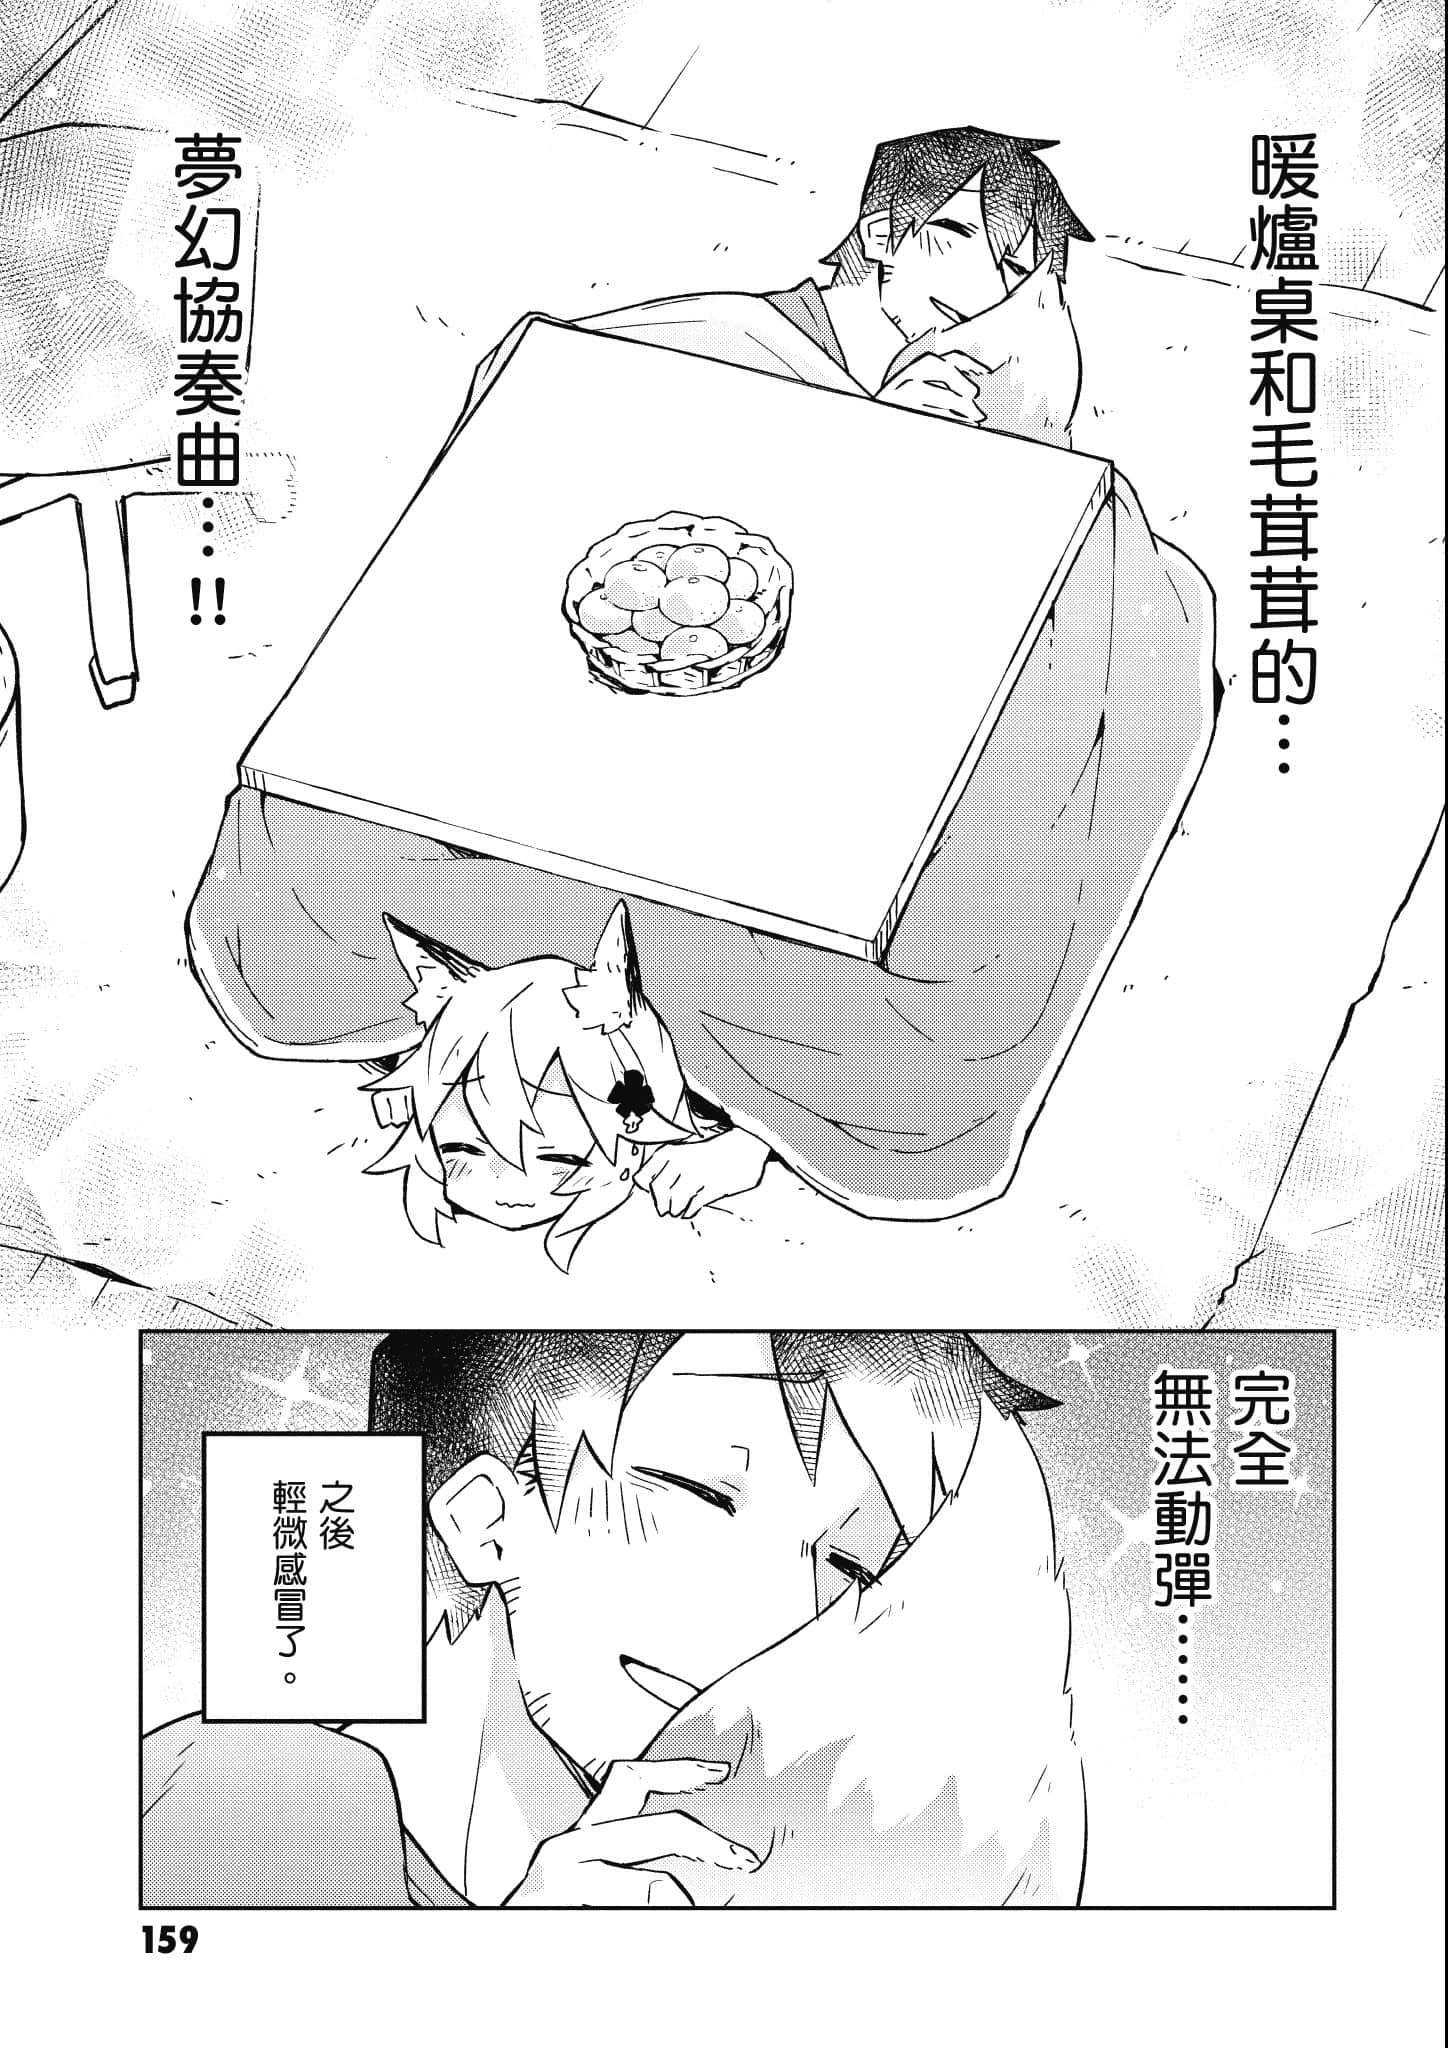 暖爐桌和毛茸茸的…
夢幻協奏曲…!!
完全
無法動彈………
之後
輕微感冒了。
159